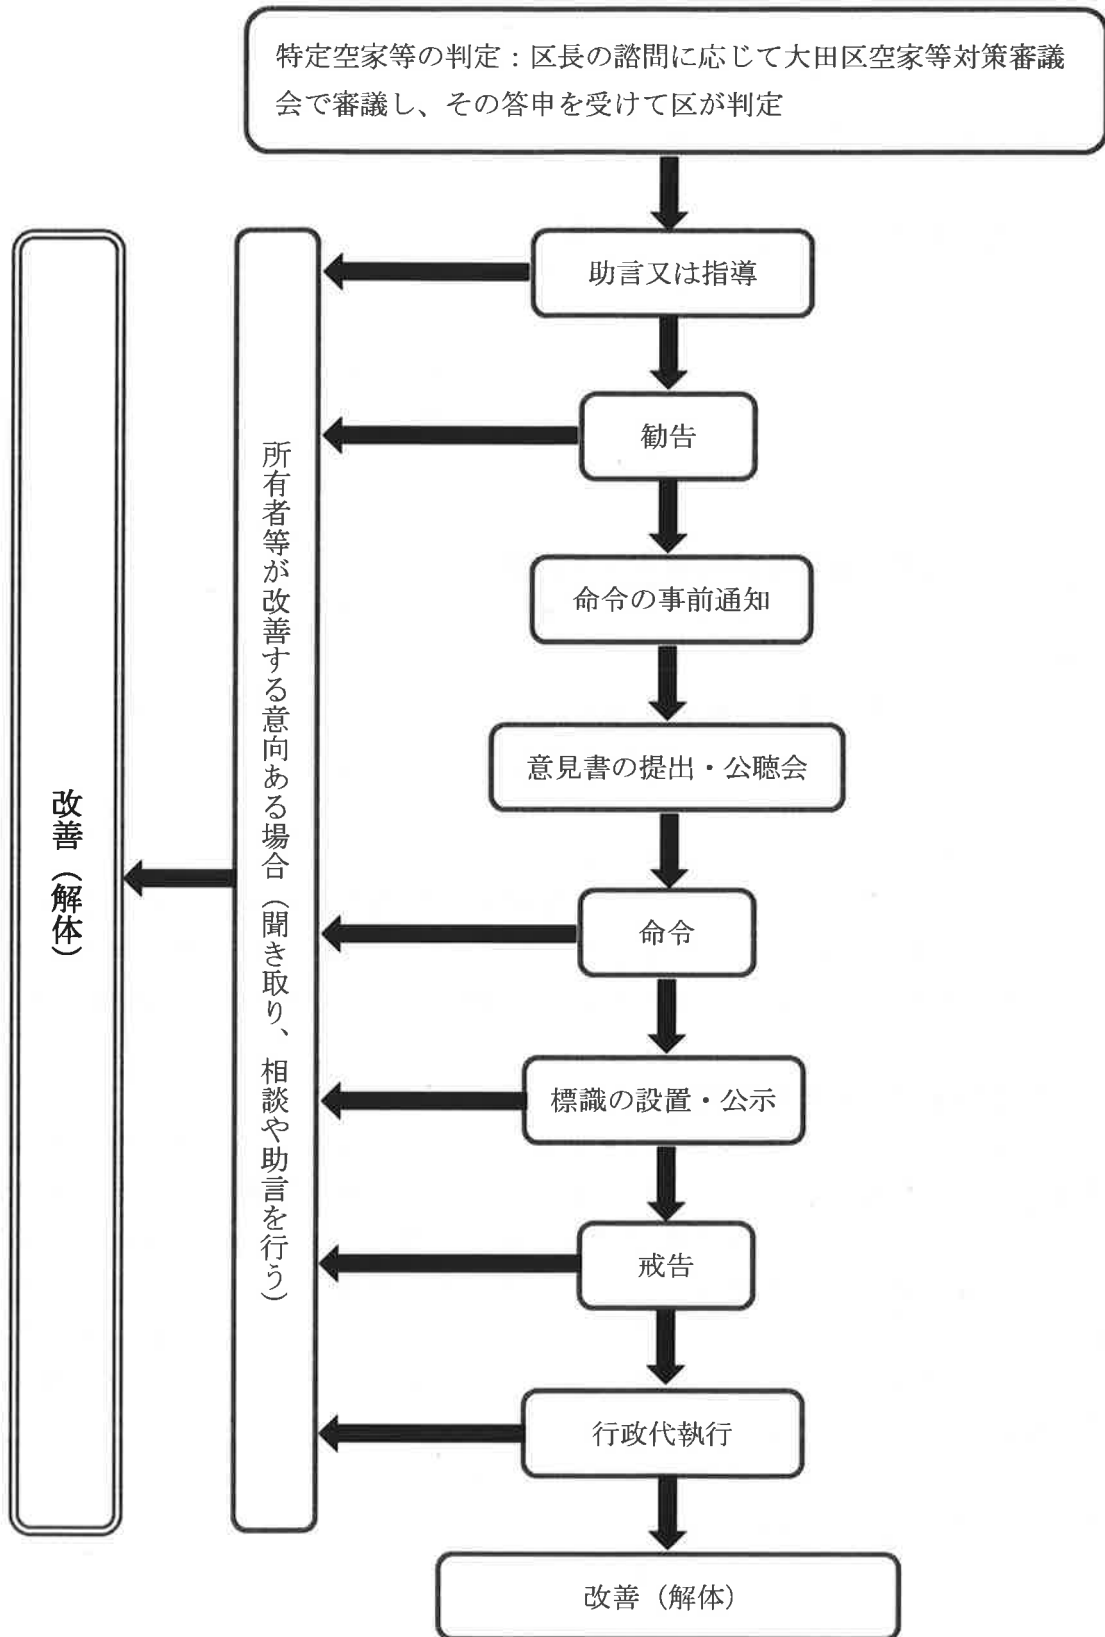 特定空家等の判定：区長の諮問に応じて大田区空家等対策審議
会で審議し、その答申を受けて区が判定
助言又は指導
勧告
命令の事前通知
意見書の提出・公聴会
命令
標識の設置・公示
戒告
行政代執行
改善（解体）
所有者等が改善する意向ある場合（聞き取り、相談や助言を行う）
改善（解体）